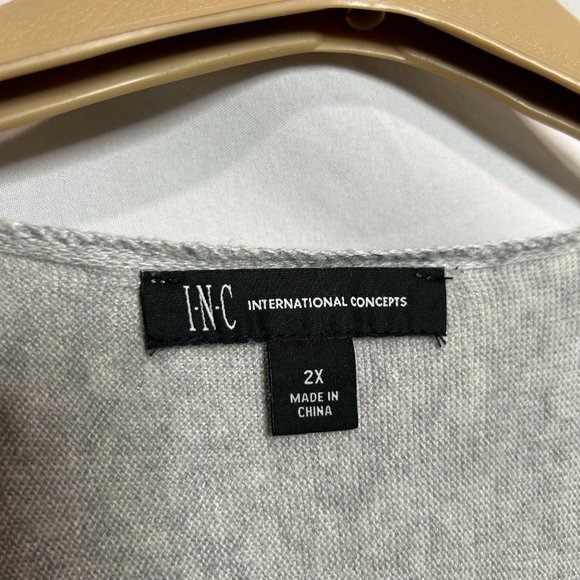 I·N·C INTERNATIONAL CONCEPTS
2X
MADE IN
CHINA